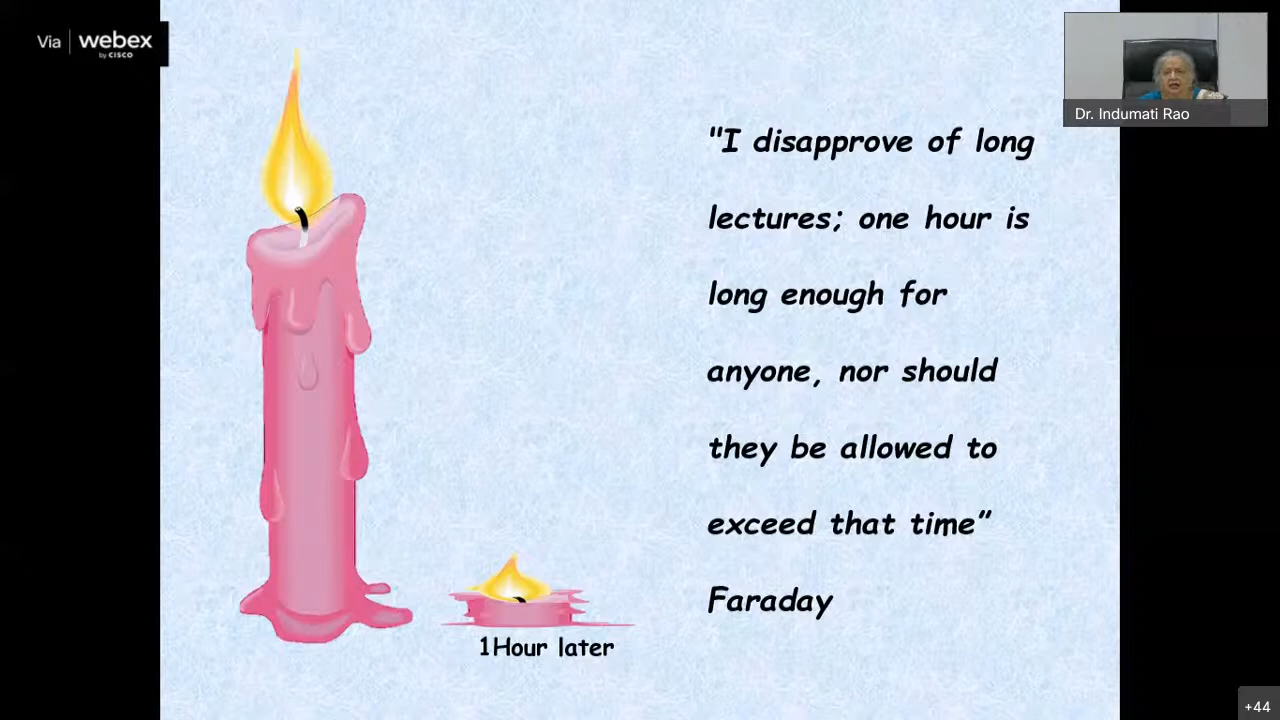 Via | webex
by CISCO
Dr. Indumati Rao
"I disapprove of long
lectures; one hour is
long enough for
anyone, nor should
they be allowed to
exceed that time”
Faraday
1Hour later
+44